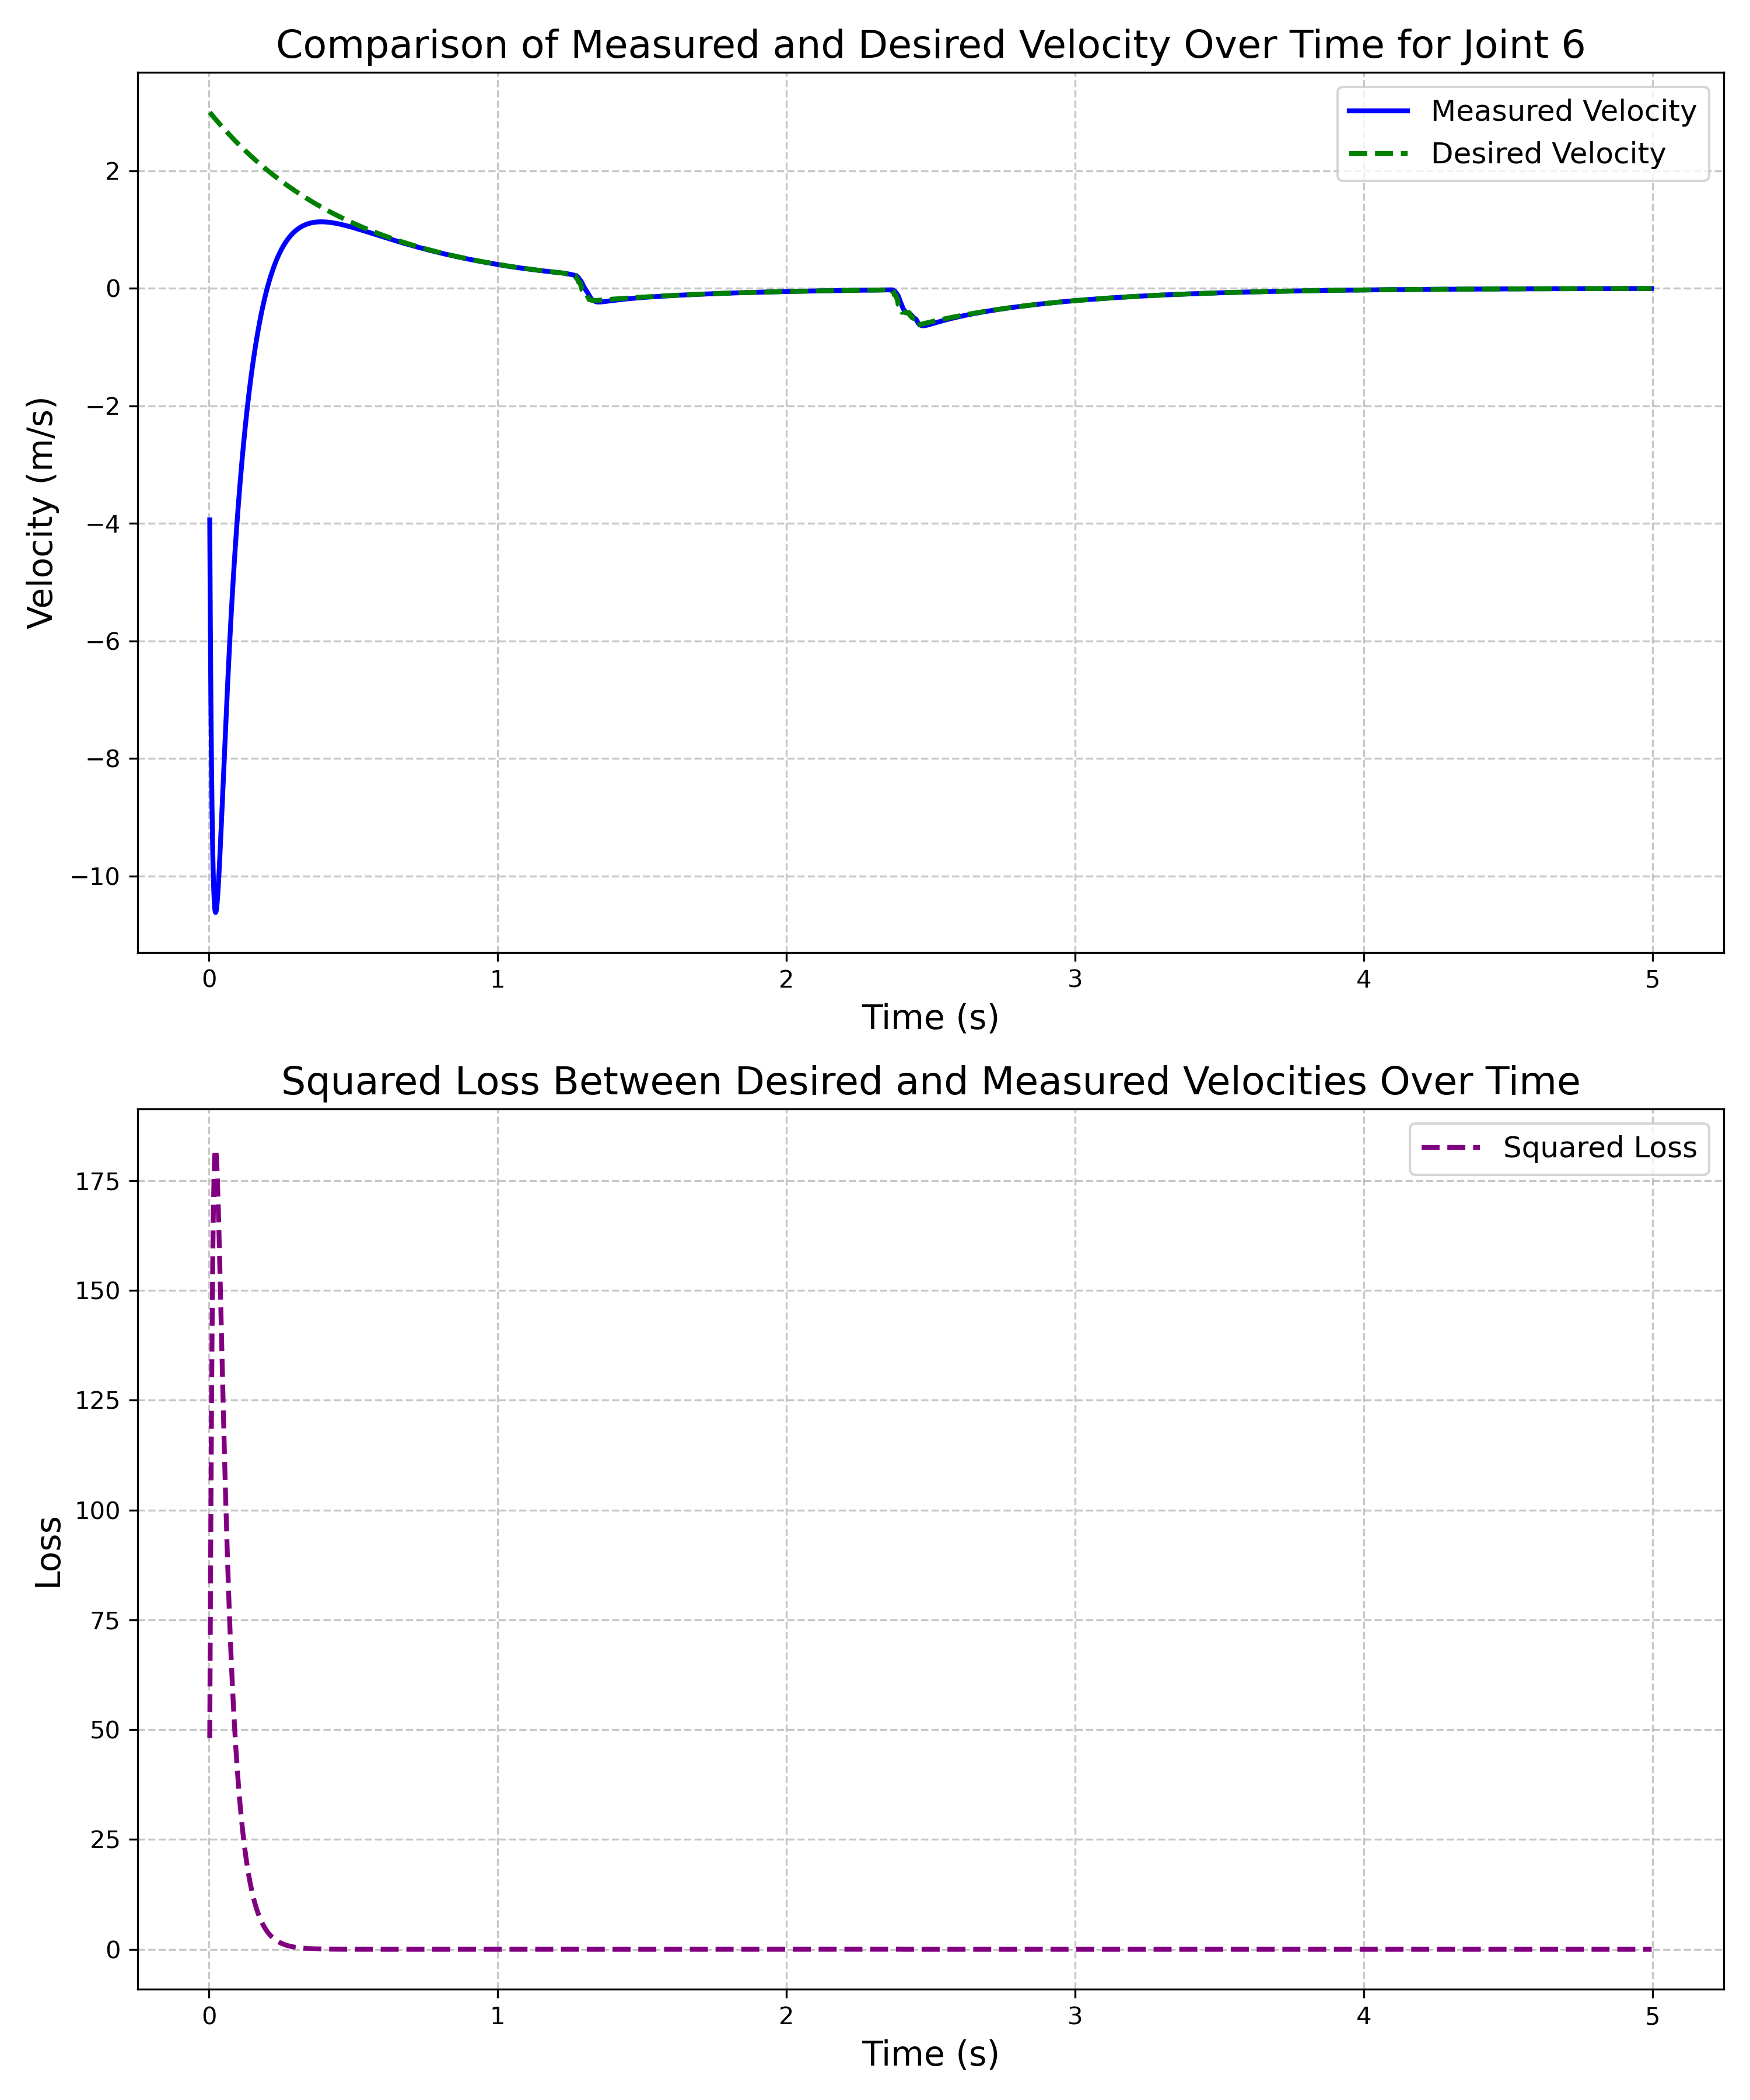 Comparison of Measured and Desired Velocity Over Time for Joint 6
Measured Velocity
Desired Velocity
Velocity (m/s)
2
0
−2
−4
−6
−8
−10
0 1 2 3 4 5
Time (s)
Squared Loss Between Desired and Measured Velocities Over Time
Squared Loss
Loss
175
150
125
100
75
50
25
0
0 1 2 3 4 5
Time (s)